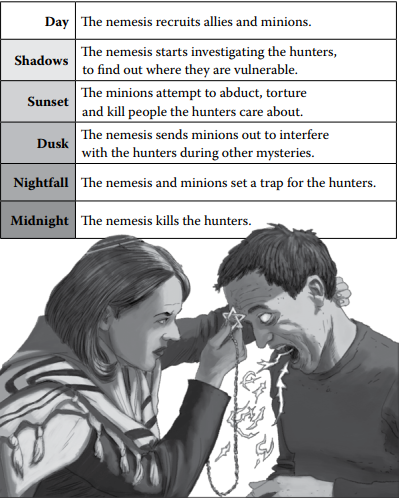 Day The nemesis recruits allies and minions.
Shadows The nemesis starts investigating the hunters,
to find out where they are vulnerable.
Sunset The minions attempt to abduct, torture
and kill people the hunters care about.
Dusk The nemesis sends minions out to interfere
with the hunters during other mysteries.
Nightfall The nemesis and minions set a trap for the hunters.
Midnight The nemesis kills the hunters.